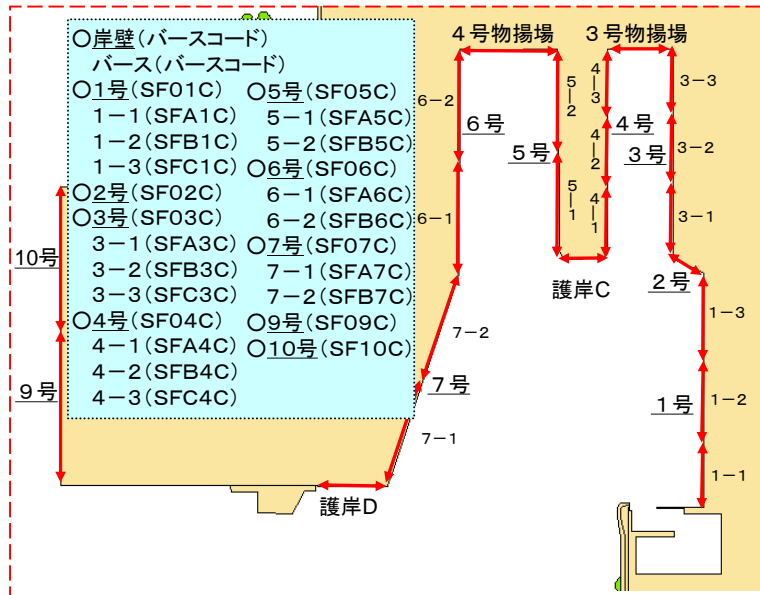 ○岸壁(バースコード)
バース(バースコード)
○1号(SF01C)
1-1(SFA1C)
1-2(SFB1C)
1-3(SFC1C)
○2号(SF02C)
○3号(SF03C)
3-1(SFA3C)
3-2(SFB3C)
3-3(SFC3C)
○4号(SF04C)
4-1(SFA4C)
4-2(SFB4C)
4-3(SFC4C)
○5号(SF05C)
5-1(SFA5C)
5-2(SFB5C)
○6号(SF06C)
6-1(SFA6C)
6-2(SFB6C)
○7号(SF07C)
7-1(SFA7C)
7-2(SFB7C)
○9号(SF09C)
○10号(SF10C)
4号物揚場
3号物揚場
6-2
6号
6-1
5-2
5号
5-1
4-3
4号
4-2
4-1
3-3
3号
3-2
3-1
護岸C
2号
1-3
1号
1-2
1-1
7-2
7号
7-1
護岸D
10号
9号